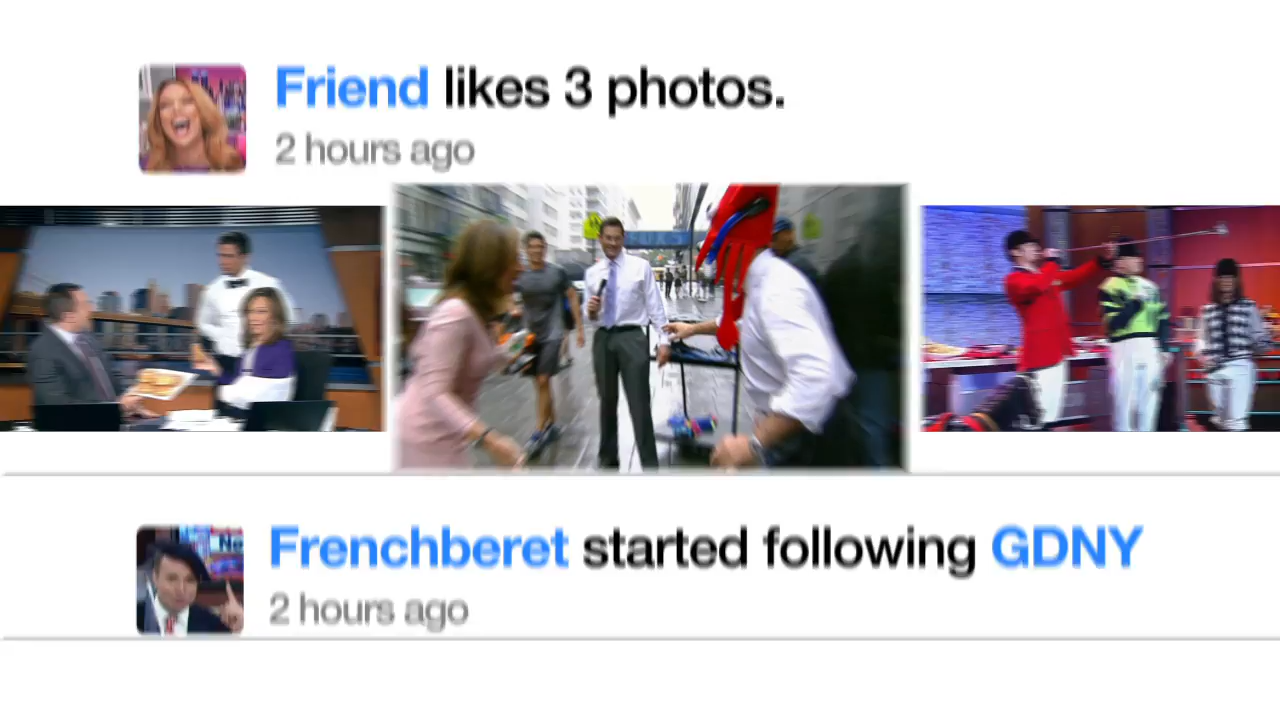 Friend likes 3 photos.
2 hours ago
Frenchberet started following GDNY
2 hours ago